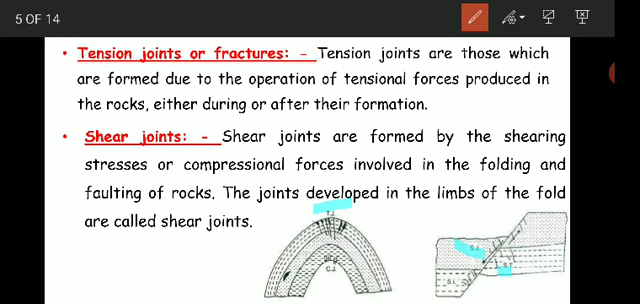 5 OF 14
• Tension joints or fractures: - Tension joints are those which
are formed due to the operation of tensional forces produced in
the rocks, either during or after their formation.
• Shear joints: - Shear joints are formed by the shearing
stresses or compressional forces involved in the folding and
faulting of rocks. The joints developed in the limbs of the fold
are called shear joints.
T.J.
C.J.
S.J.